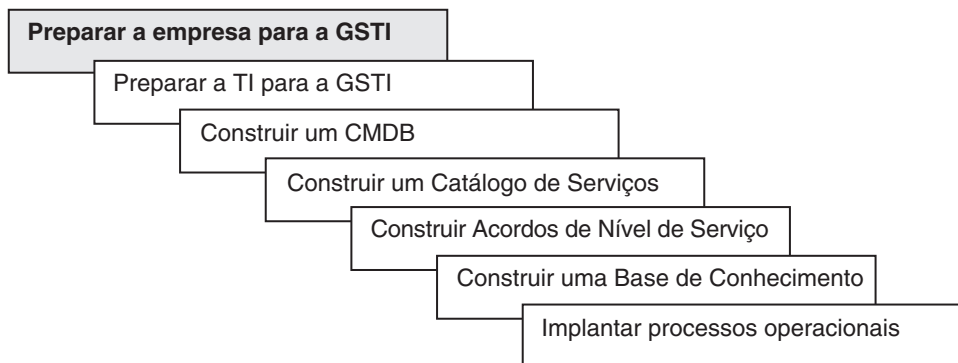 Preparar a empresa para a GSTI
Preparar a TI para a GSTI
Construir um CMDB
Construir um Catálogo de Serviços
Construir Acordos de Nível de Serviço
Construir uma Base de Conhecimento
Implantar processos operacionais